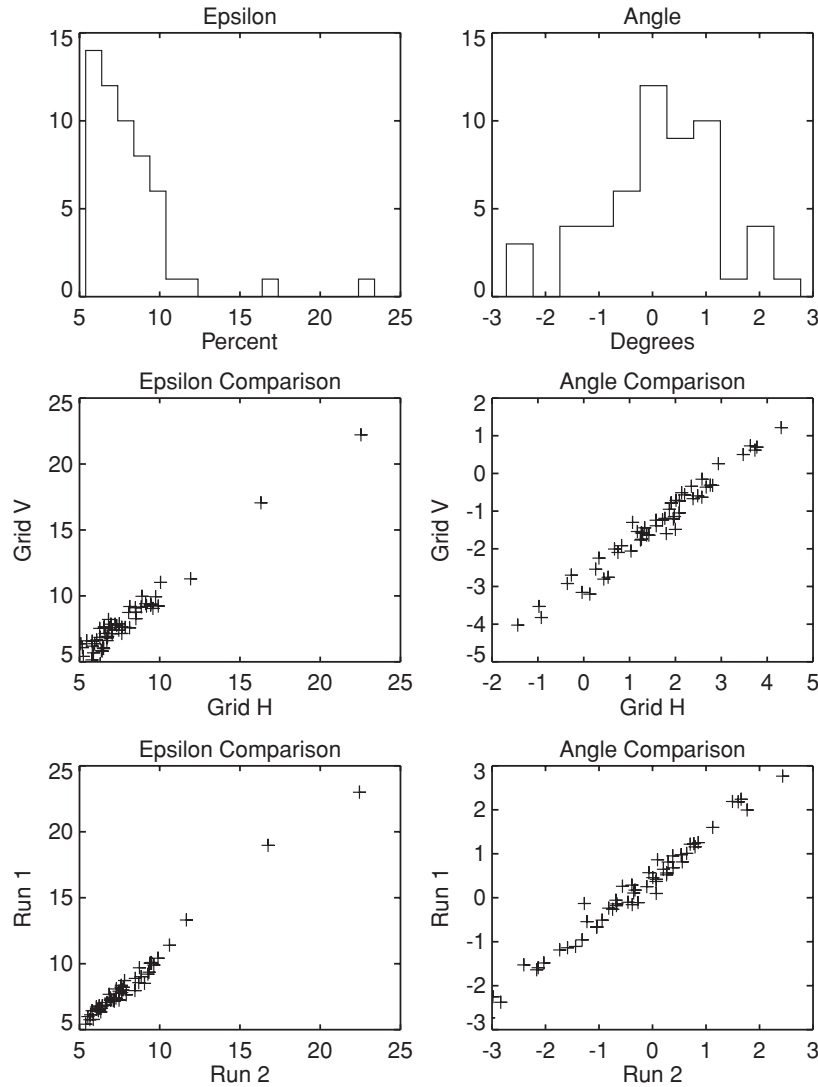 Epsilon
15
10
5
0
5 10 15 20 25
Percent
Angle
15
10
5
0
-3 -2 -1 0 1 2 3
Degrees
Epsilon Comparison
25
20
15
10
5
Grid V
5 10 15 20 25
Grid H
Angle Comparison
2
1
0
-1
-2
-3
-4
-5
Grid V
-2 -1 0 1 2 3 4 5
Grid H
Epsilon Comparison
25
20
15
10
5
Run 1
5 10 15 20 25
Run 2
Angle Comparison
3
2
1
0
-1
-2
-3
Run 1
-3 -2 -1 0 1 2 3
Run 2